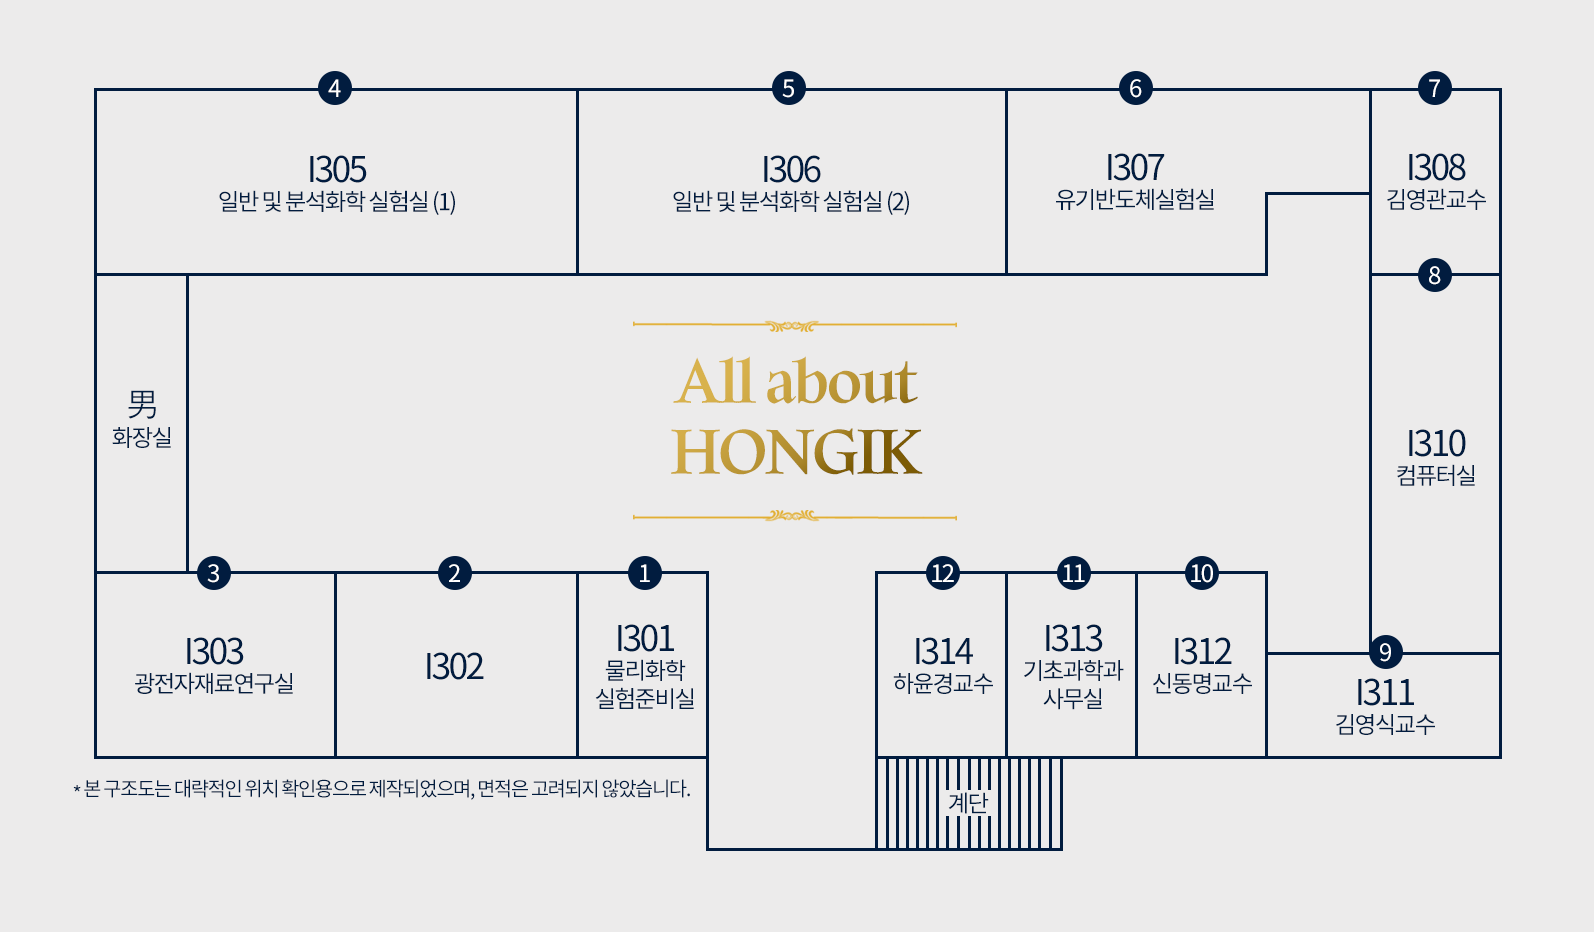 4
5
6
7
I305
일반 및 분석화학 실험실 (1)
I306
일반 및 분석화학 실험실 (2)
I307
유기반도체실험실
I308
김영관교수
8
男
화장실
All about
HONGIK
I310
컴퓨터실
3
2
1
12
11
10
9
I303
광전자재료연구실
I302
I301
물리화학
실험준비실
I314
하윤경교수
I313
기초과학과
사무실
I312
신동명교수
I311
김영식교수
* 본 구조도는 대략적인 위치 확인용으로 제작되었으며, 면적은 고려되지 않았습니다.
계단